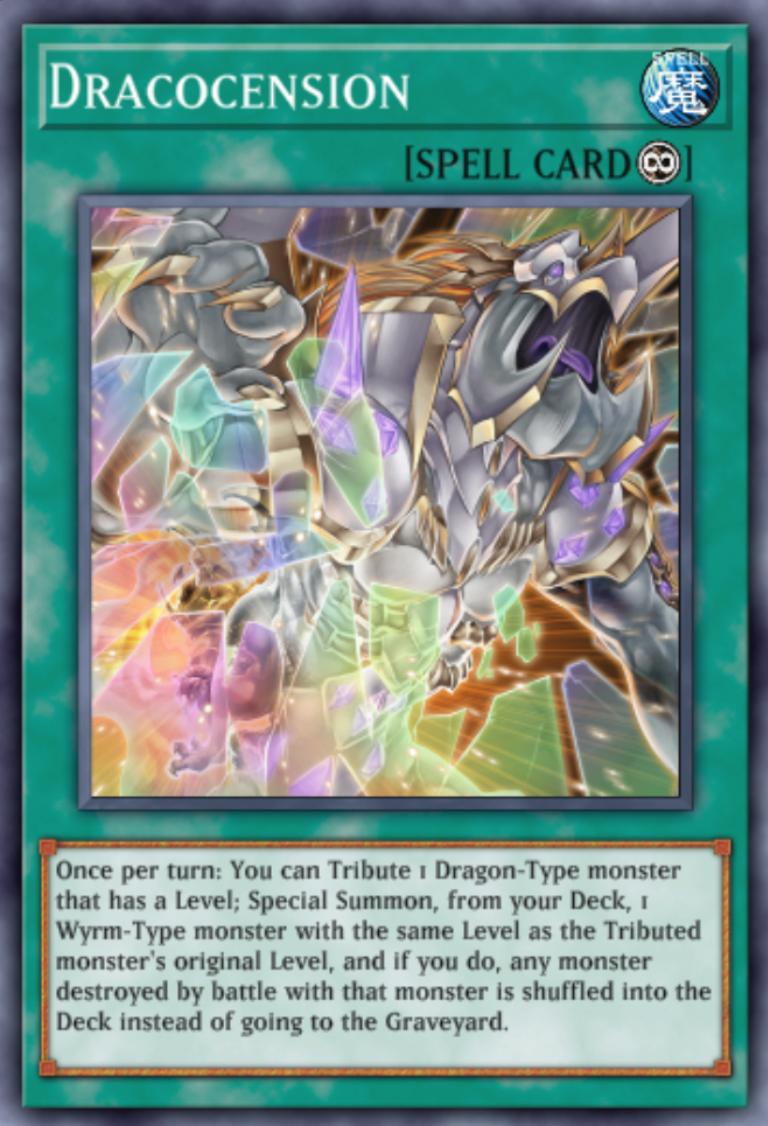 Dracocension
SPELL
魔
[SPELL CARD]
Once per turn: You can Tribute 1 Dragon-Type monster
that has a Level; Special Summon, from your Deck, 1
Wyrm-Type monster with the same Level as the Tributed
monster's original Level, and if you do, any monster
destroyed by battle with that monster is shuffled into the
Deck instead of going to the Graveyard.